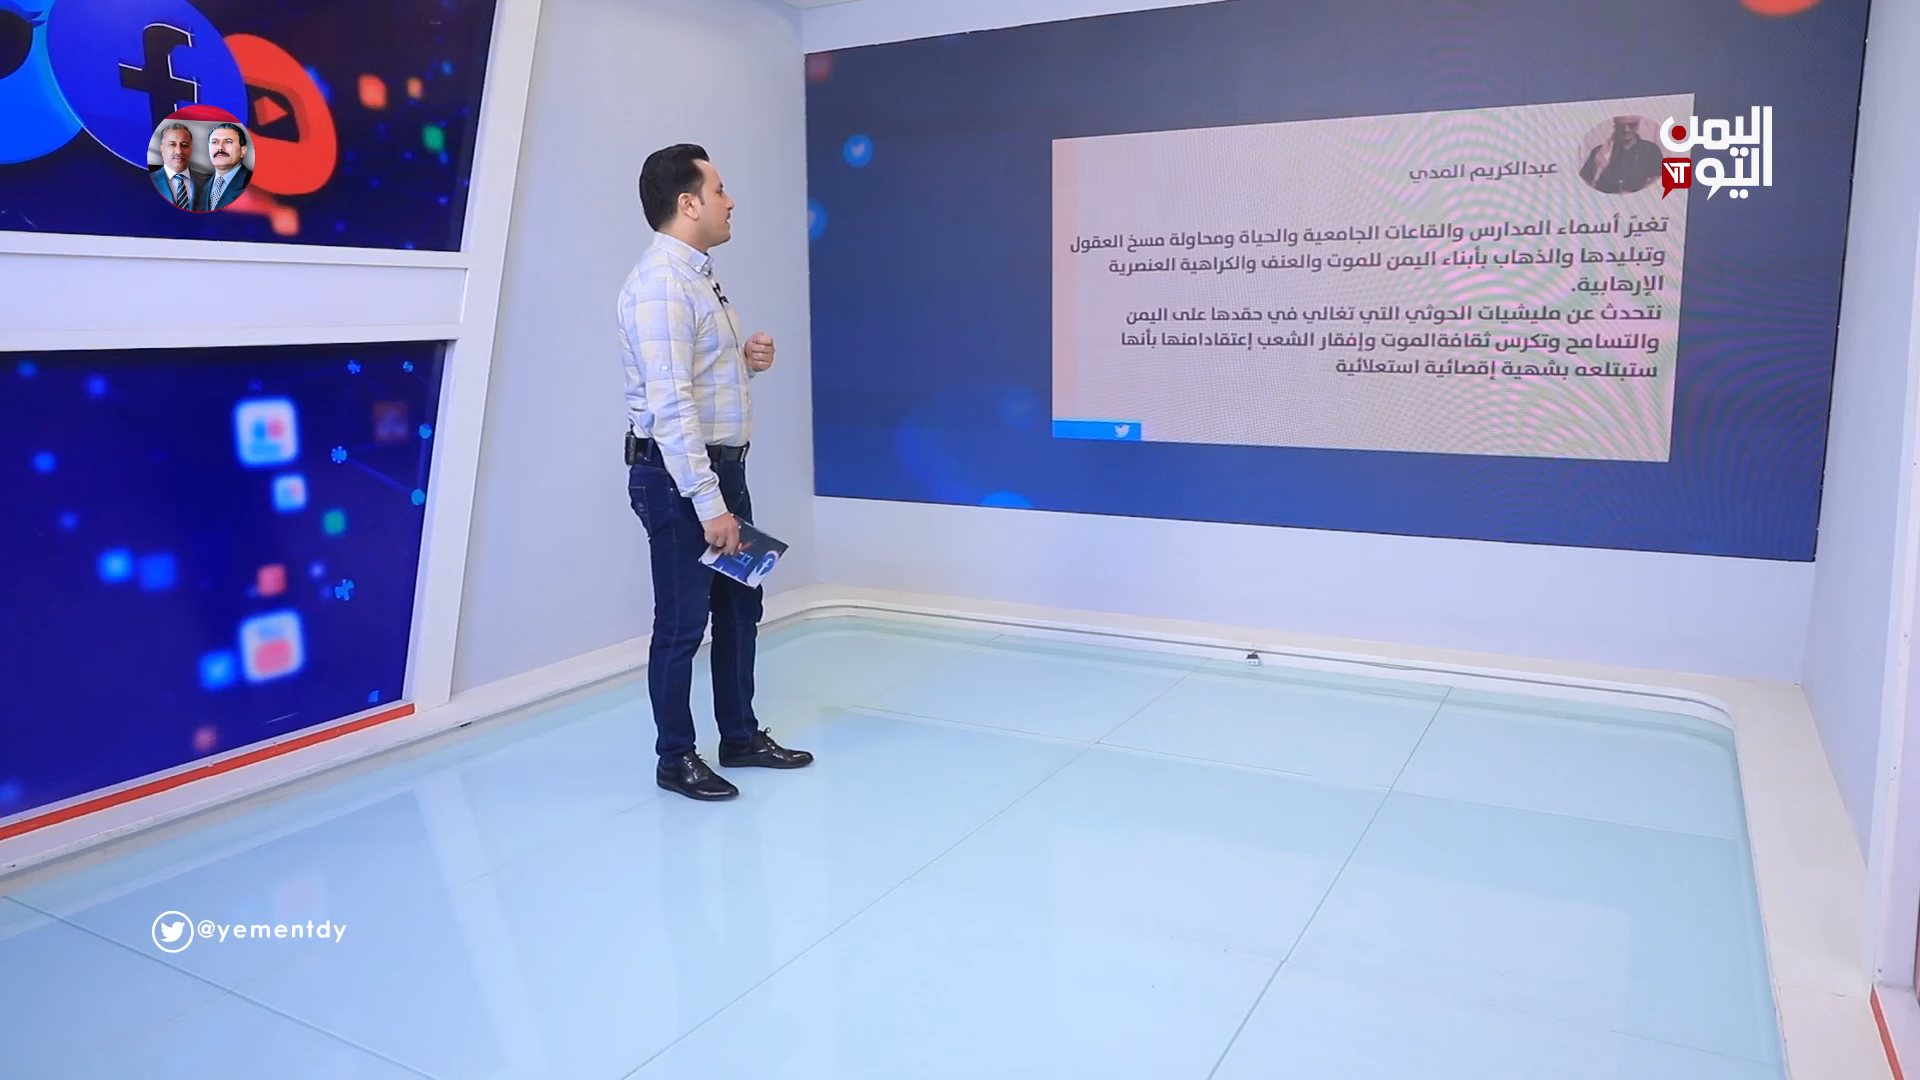 اليمن
اليوم
YT
عبدالكريم المدي
تغيّر أسماء المدارس والقاعات الجامعية والحياة ومحاولة مسخ العقول
وتبليدها والذهاب بأبناء اليمن للموت والعنف والكراهية العنصرية
الإرهابية.
نتحدث عن مليشيات الحوثي التي تغالي في حقدها على اليمن
والتسامح وتكرس ثقافةالموت وإفقار الشعب إعتقادامنها بأنها
ستبتلعه بشهية إقصائية استعلائية
@yementdy